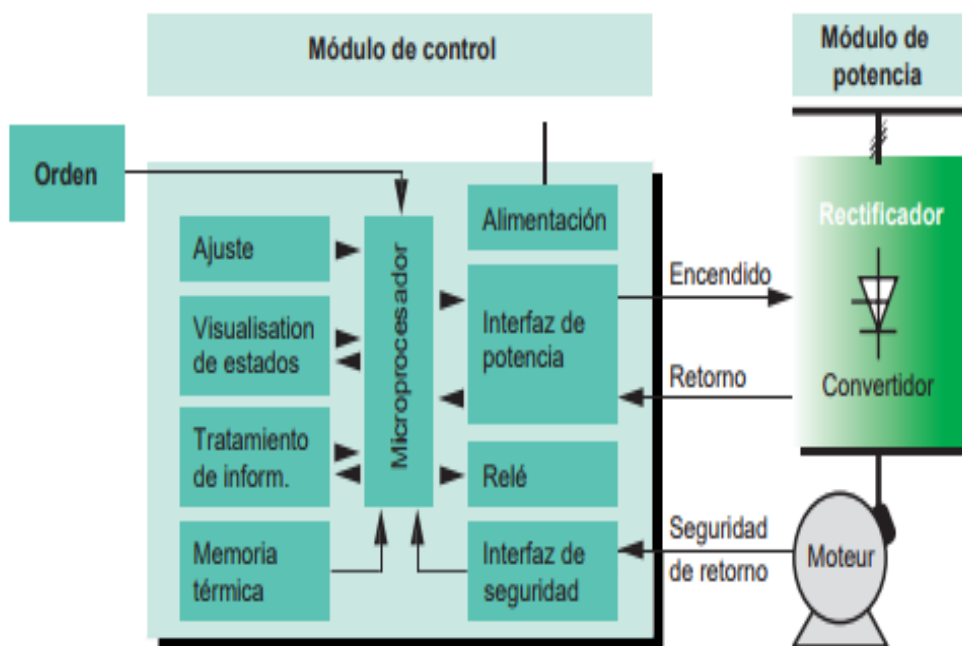 Módulo de control
Módulo de
potencia
Orden
Alimentación
Rectificador
Ajuste
Microprocesador
Encendido
Visualisation
de estados
Interfaz de
potencia
Retorno
Convertidor
Tratamiento
de inform.
Relé
Memoria
térmica
Interfaz de
seguridad
Seguridad
de retorno
Moteur